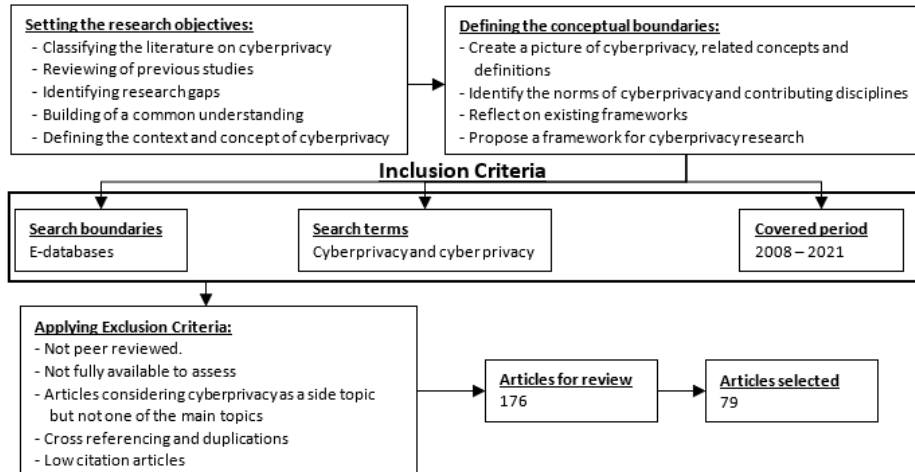 Setting the research objectives:
- Classifying the literature on cyberprivacy
- Reviewing of previous studies
- Identifying research gaps
- Building of a common understanding
- Defining the context and concept of cyberprivacy
Defining the conceptual boundaries:
- Create a picture of cyberprivacy, related concepts and
definitions
- Identify the norms of cyberprivacy and contributing disciplines
- Reflect on existing frameworks
- Propose a framework for cyberprivacy research
Inclusion Criteria
Search boundaries
E-databases
Search terms
Cyberprivacy and cyber privacy
Covered period
2008 – 2021
Applying Exclusion Criteria:
- Not peer reviewed.
- Not fully available to assess
- Articles considering cyberprivacy as a side topic
but not one of the main topics
- Cross referencing and duplications
- Low citation articles
Articles for review
176
Articles selected
79